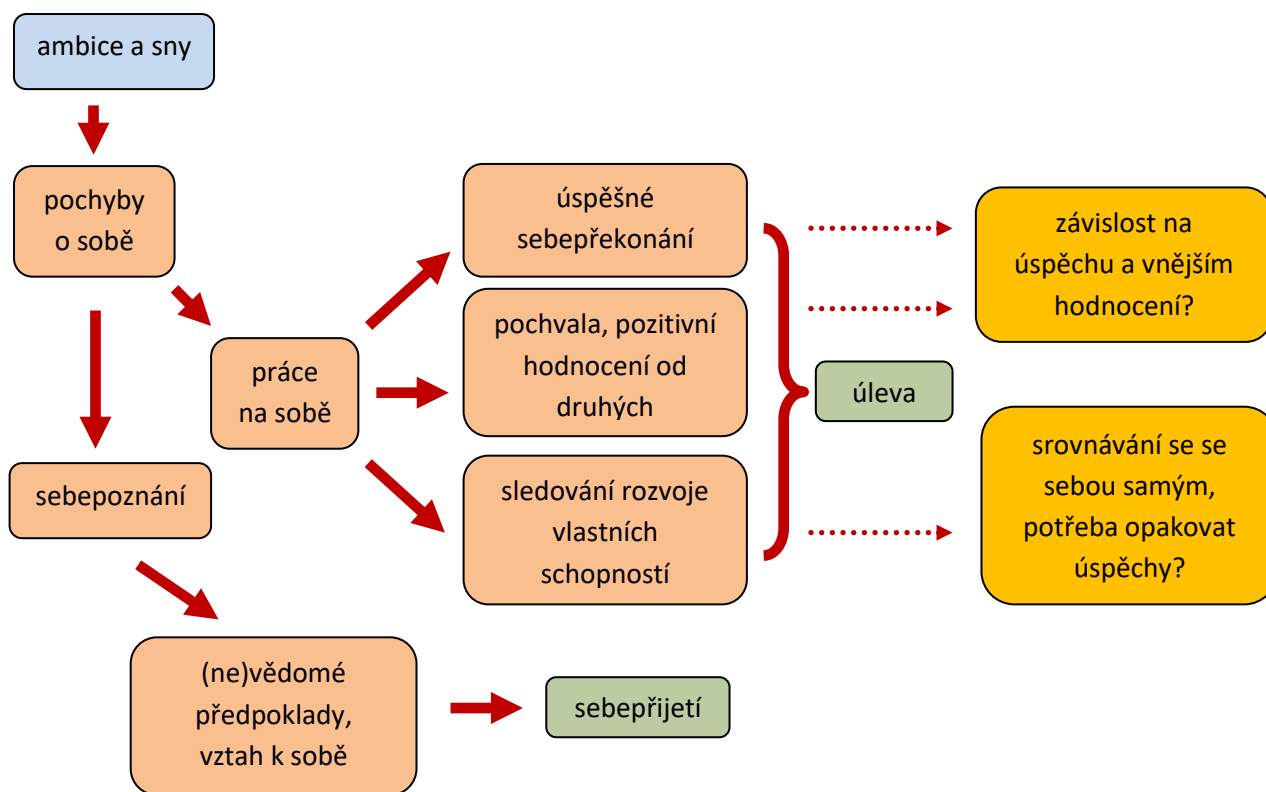 ambice a sny
pochyby
o sobě
úspěšné
sebepřekonání
závislost na
úspěchu a vnějším
hodnocení?
práce
na sobě
pochvala, pozitivní
hodnocení od
druhých
úleva
sebepoznání
sledování rozvoje
vlastních
schopností
srovnávání se se
sebou samým,
potřeba opakovat
úspěchy?
(ne)vědomé
předpoklady,
vztah k sobě
sebepřijetí